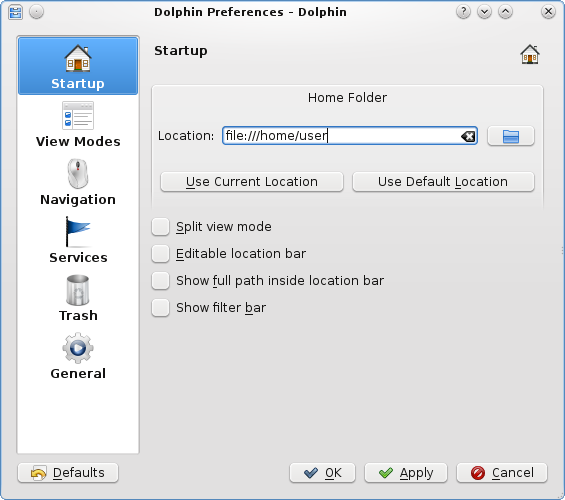 Dolphin Preferences – Dolphin
Startup
View Modes
Navigation
Services
Trash
General
Startup
Home Folder
Location: file:///home/user
Use Current Location Use Default Location
Split view mode
Editable location bar
Show full path inside location bar
Show filter bar
Defaults OK Apply Cancel